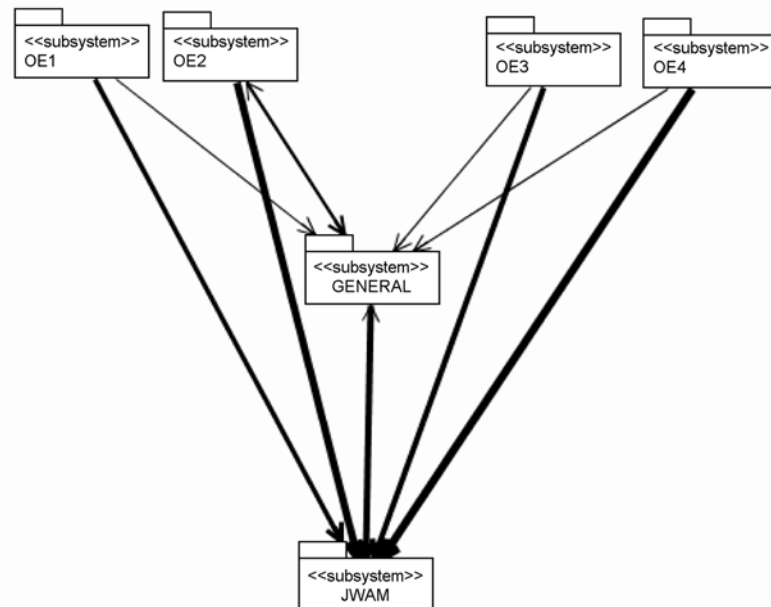 <<subsystem>>
OE1
<<subsystem>>
OE2
<<subsystem>>
OE3
<<subsystem>>
OE4
<<subsystem>>
GENERAL
<<subsystem>>
JWAM